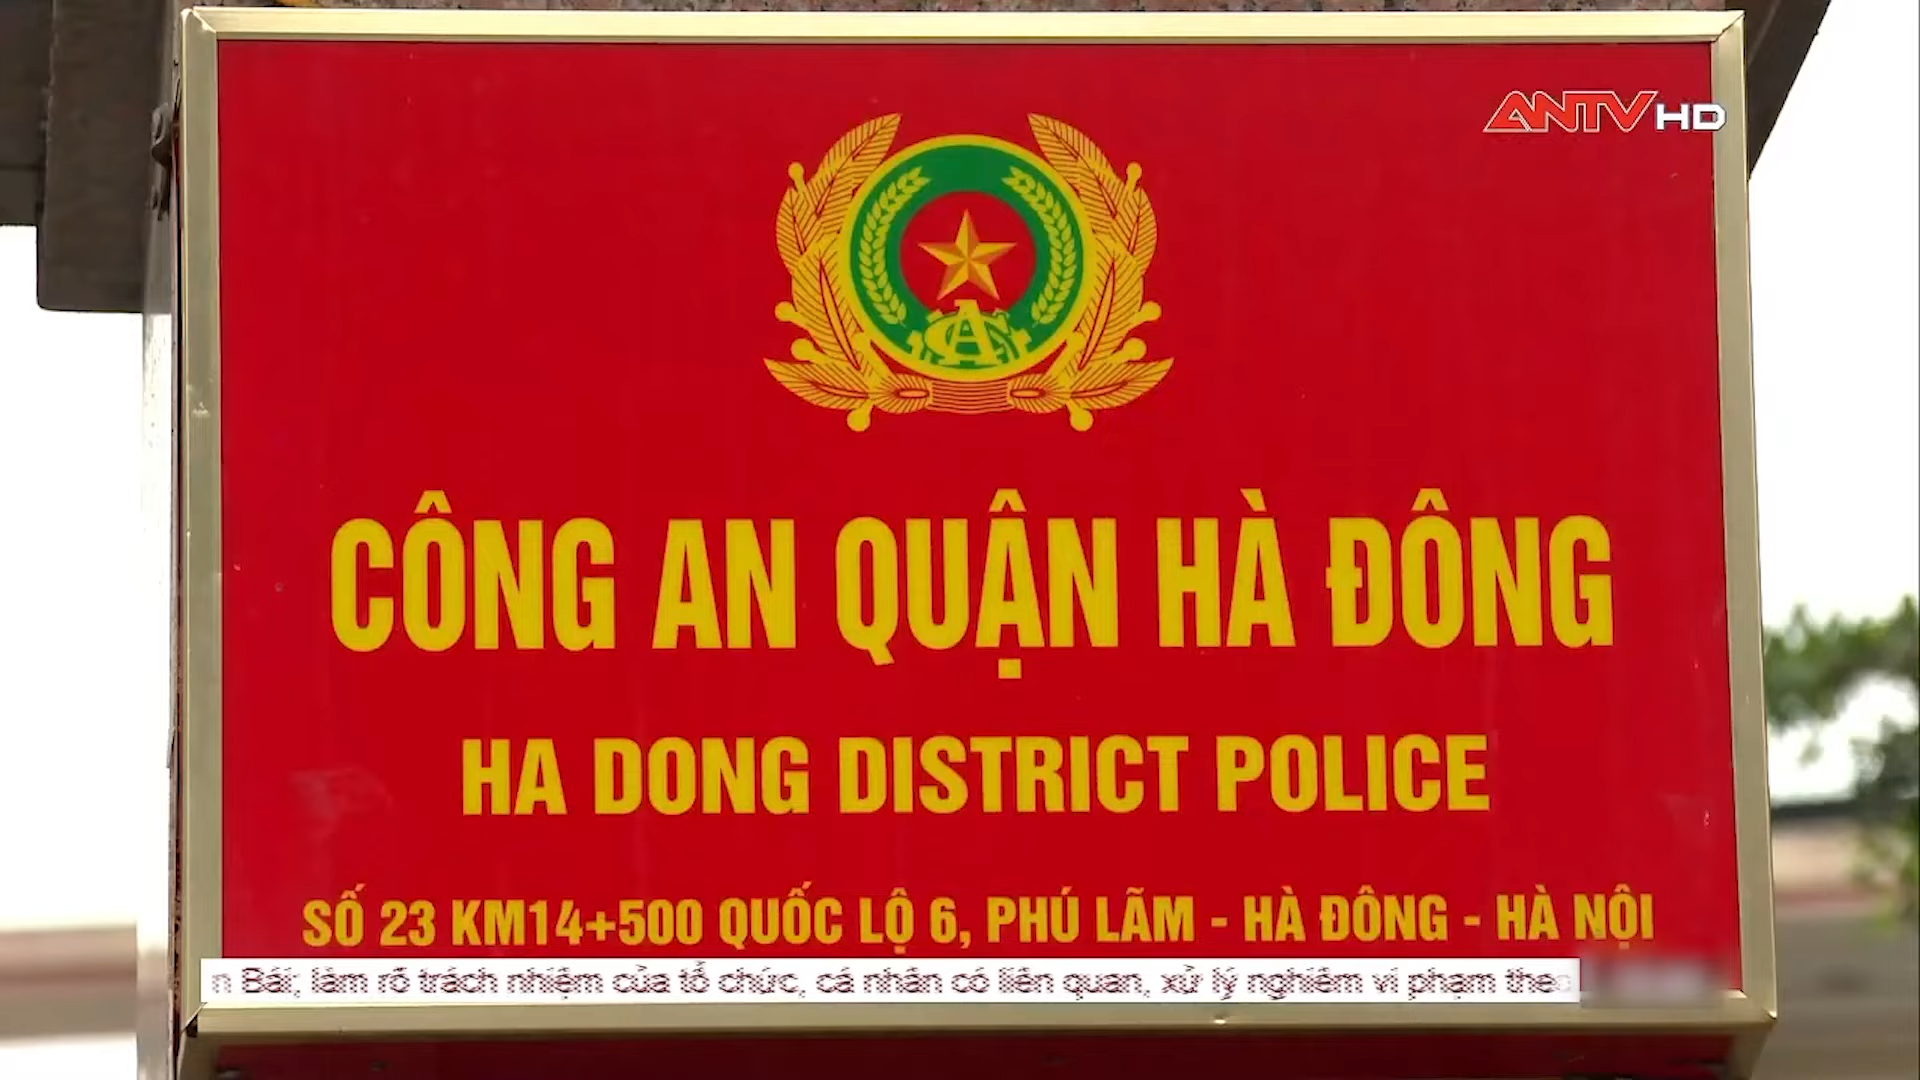 ANTV HD
CÔNG AN QUẬN HÀ ĐÔNG
HA DONG DISTRICT POLICE
SỐ 23 KM14+500 QUỐC LỘ 6, PHÚ LÃM - HÀ ĐÔNG - HÀ NỘI
n Bái; làm rõ trách nhiệm của tổ chức, cá nhân có liên quan, xử lý nghiêm vi phạm theo